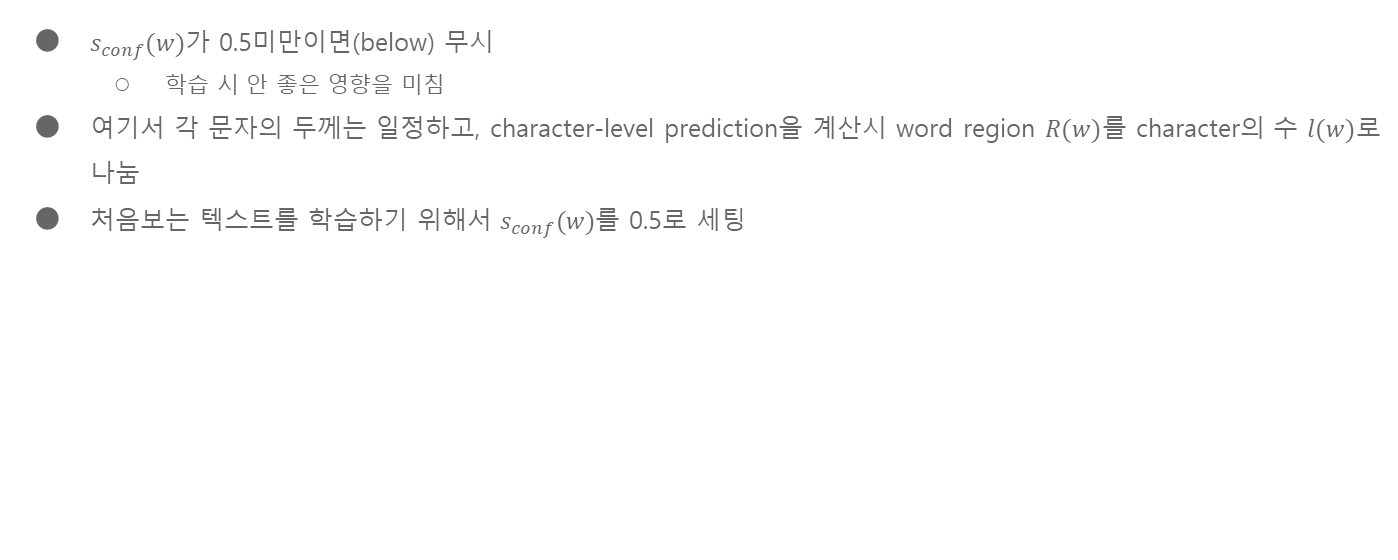 ● s_conf(w)가 0.5미만이면(below) 무시
○ 학습 시 안 좋은 영향을 미침
● 여기서 각 문자의 두께는 일정하고, character-level prediction을 계산시 word region R(w)를 character의 수 l(w)로
나눔
● 처음보는 텍스트를 학습하기 위해서 s_conf(w)를 0.5로 세팅